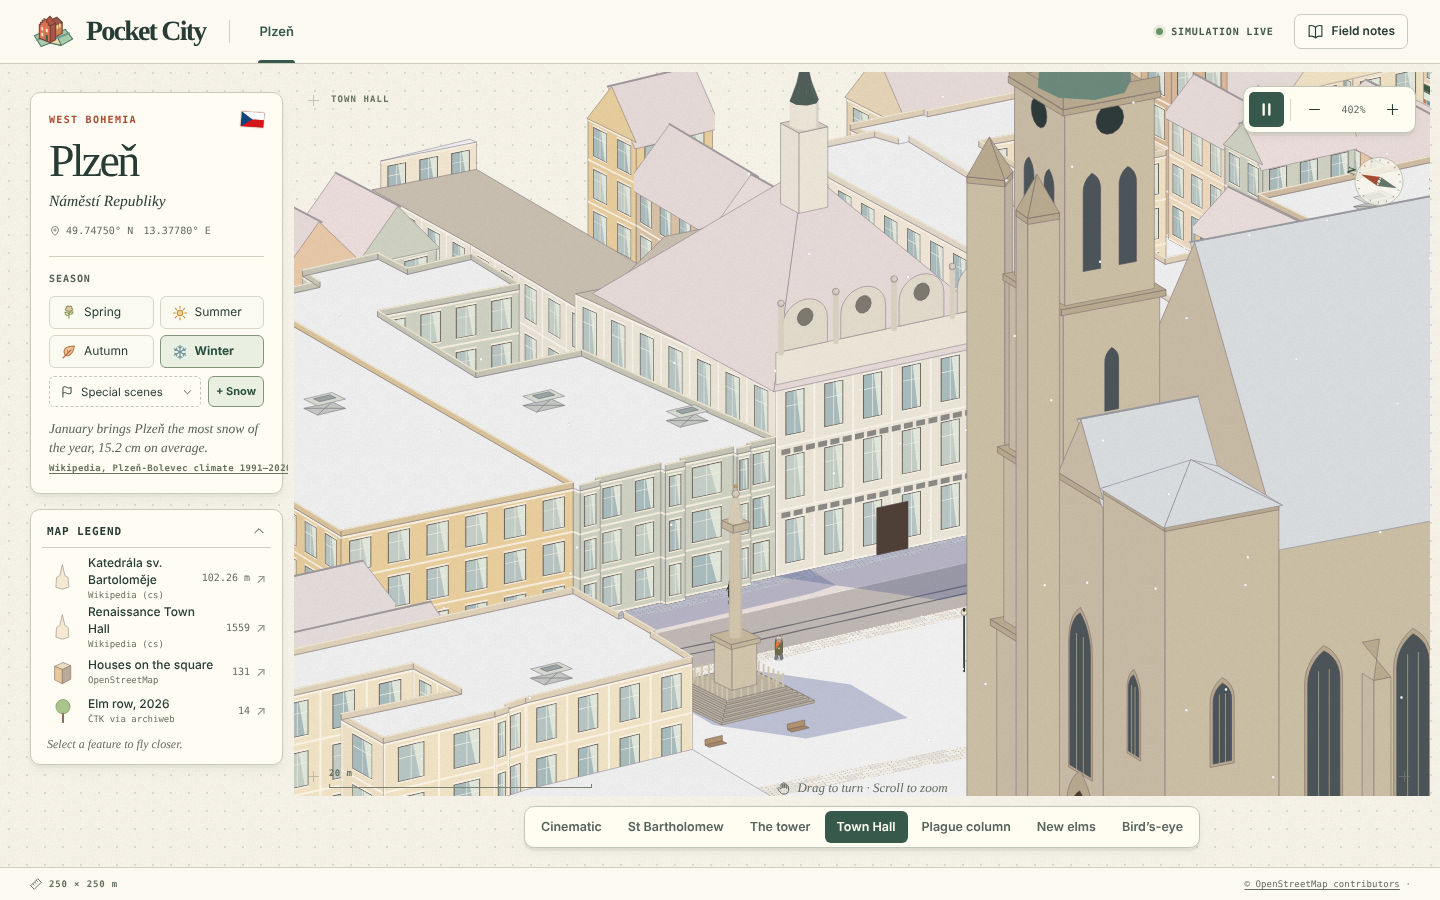 Pocket City
Plzeň
SIMULATION LIVE
Field notes
WEST BOHEMIA
Plzeň
Náměstí Republiky
49.74750° N 13.37780° E
SEASON
Spring
Summer
Autumn
Winter
Special scenes
+ Snow
January brings Plzeň the most snow of
the year, 15.2 cm on average.
Wikipedia, Plzeň-Bolevec climate 1991–2020
MAP LEGEND
Katedrála sv.
Bartoloměje
Wikipedia (cs)
102.26 m
Renaissance Town
Hall
Wikipedia (cs)
1559
Houses on the square
OpenStreetMap
131
Elm row, 2026
ČTK via archiweb
14
Select a feature to fly closer.
TOWN HALL
402%
20 m
Drag to turn · Scroll to zoom
Cinematic
St Bartholomew
The tower
Town Hall
Plague column
New elms
Bird’s-eye
250 × 250 m
© OpenStreetMap contributors ·